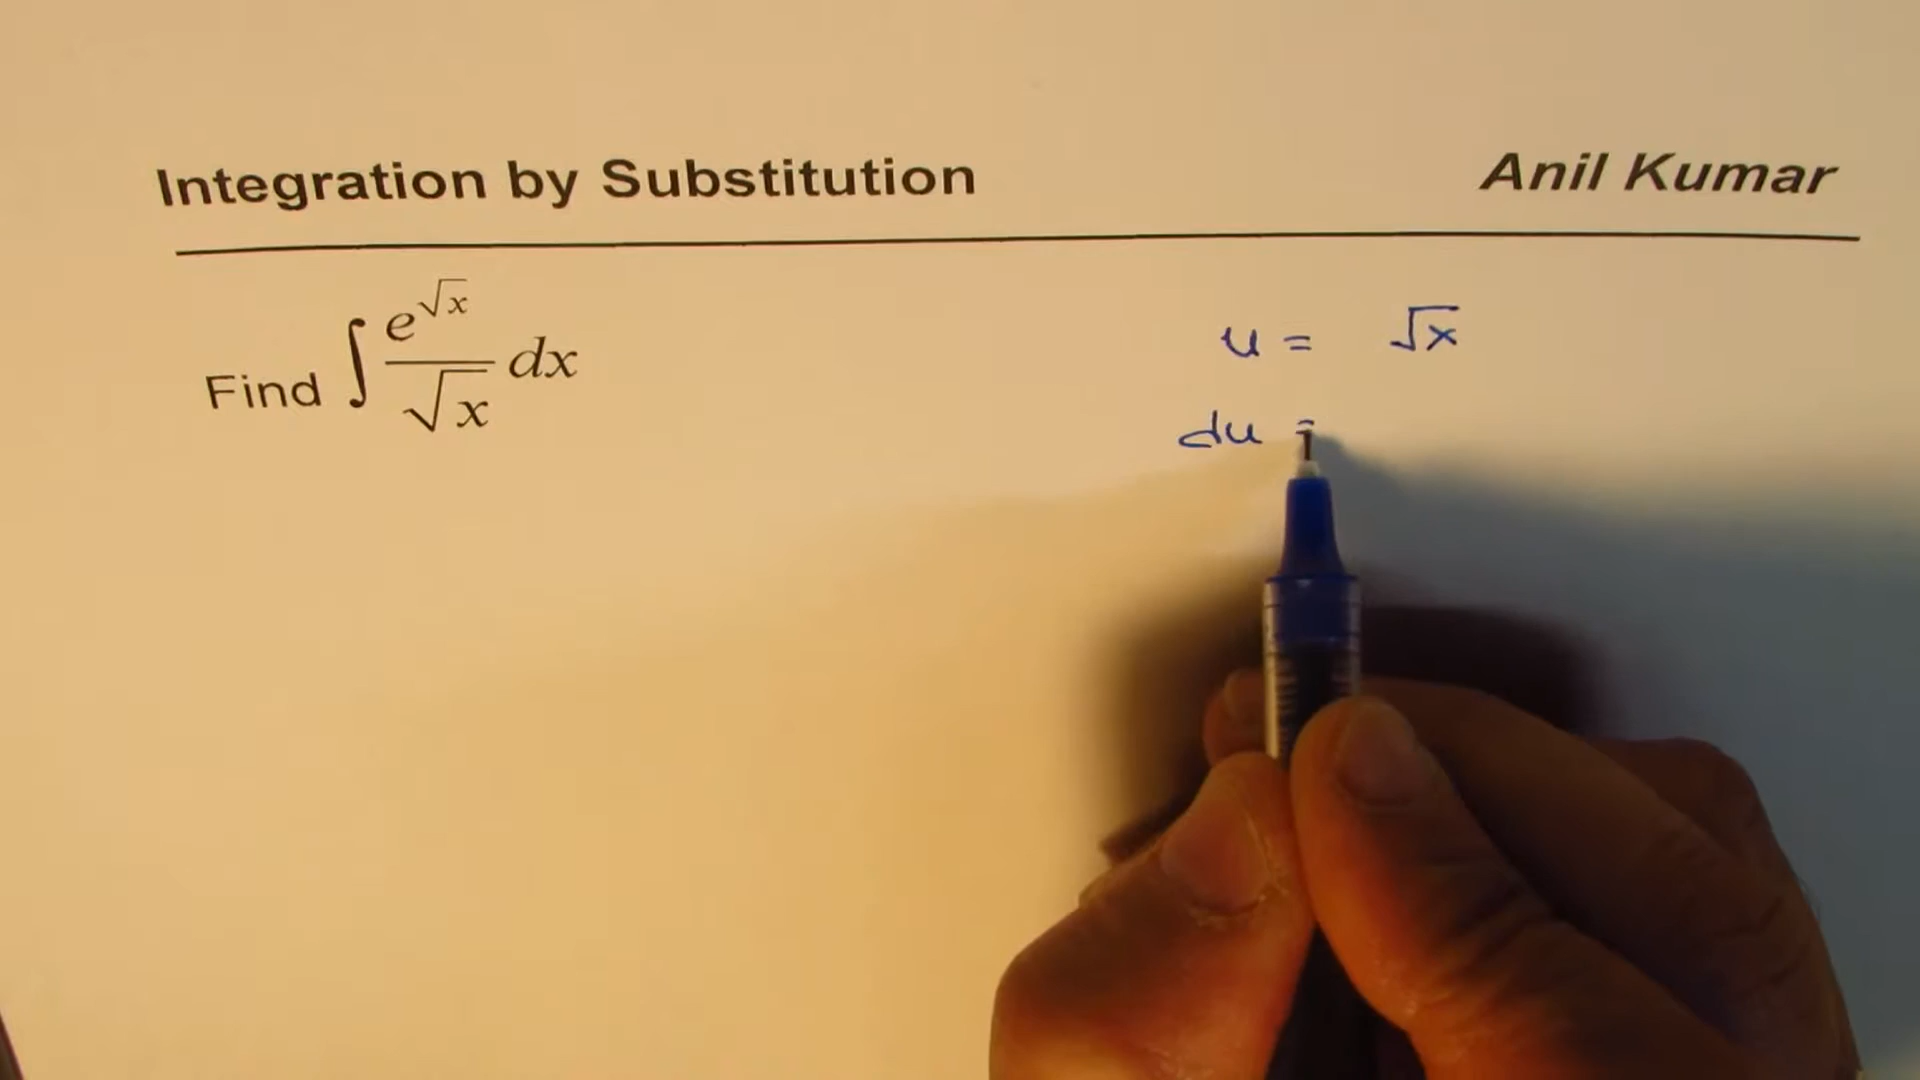 Integration by Substitution Anil Kumar
Find ∫ e^√x / √x dx
u = √x
du =